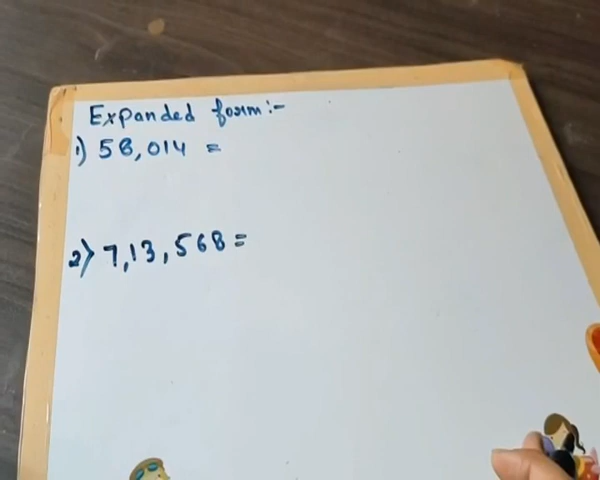 Expanded form:-
1) 58,014 =
2) 7,13,568 =